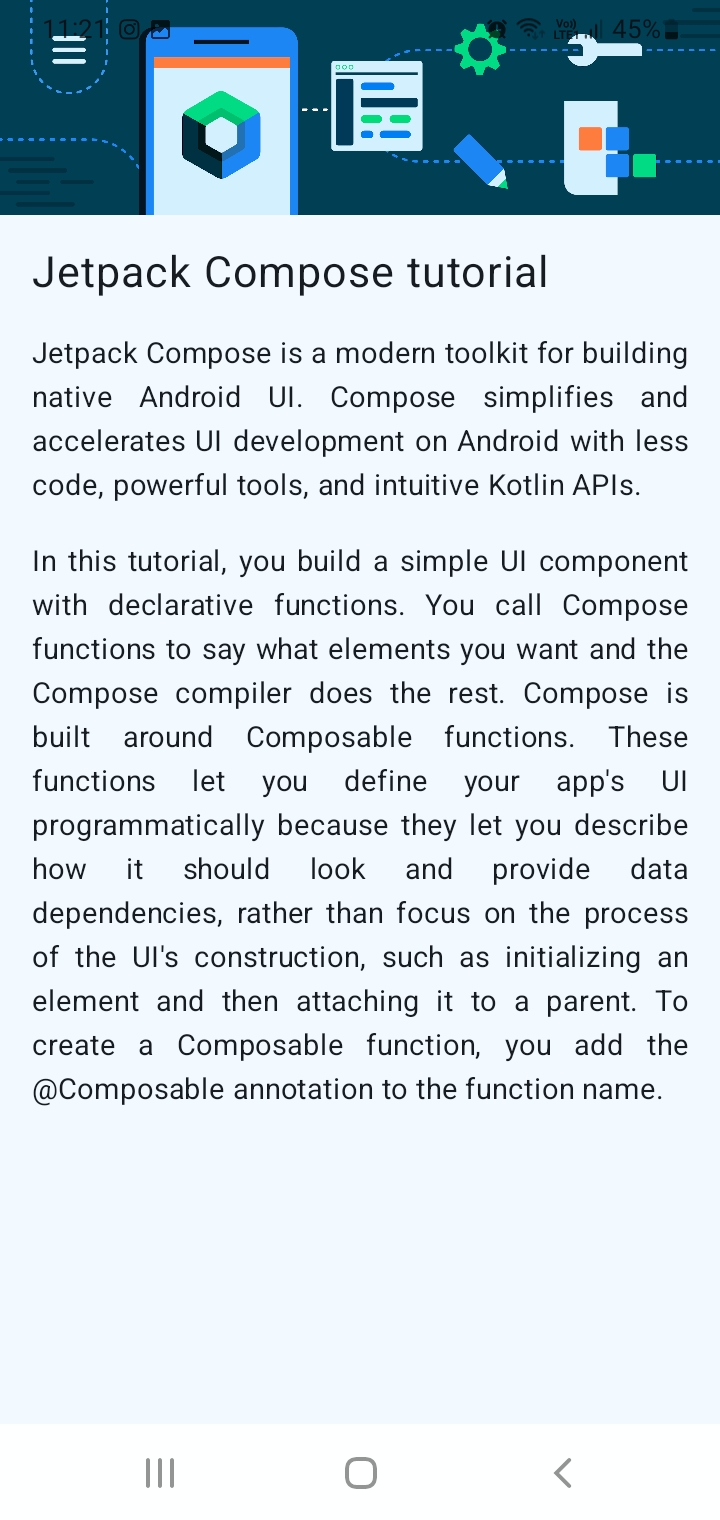 11:21
Vo)) LTE1 45%
Jetpack Compose tutorial
Jetpack Compose is a modern toolkit for building
native Android UI. Compose simplifies and
accelerates UI development on Android with less
code, powerful tools, and intuitive Kotlin APIs.
In this tutorial, you build a simple UI component
with declarative functions. You call Compose
functions to say what elements you want and the
Compose compiler does the rest. Compose is
built around Composable functions. These
functions let you define your app's UI
programmatically because they let you describe
how it should look and provide data
dependencies, rather than focus on the process
of the UI's construction, such as initializing an
element and then attaching it to a parent. To
create a Composable function, you add the
@Composable annotation to the function name.